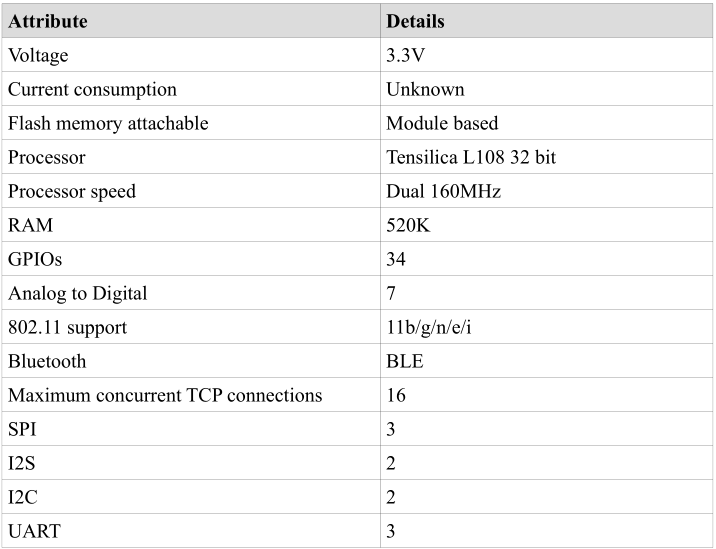 Attribute Details
Voltage 3.3V
Current consumption Unknown
Flash memory attachable Module based
Processor Tensilica L108 32 bit
Processor speed Dual 160MHz
RAM 520K
GPIOs 34
Analog to Digital 7
802.11 support 11b/g/n/e/i
Bluetooth BLE
Maximum concurrent TCP connections 16
SPI 3
I2S 2
I2C 2
UART 3